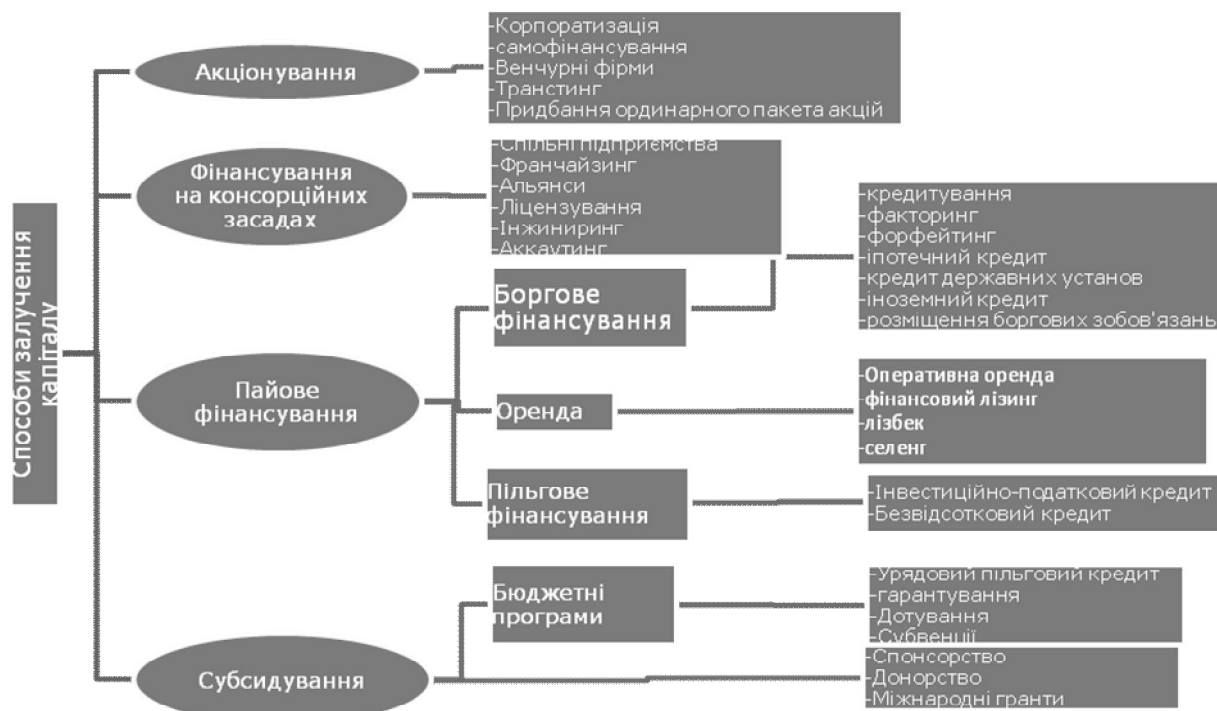 Способи залучення
капітаду
Акціонування
-Корпоратизація
-самофінансування
-Венчурні фірми
-Транстинг
-Придбання ординарного пакета акцій
Фінансування
на консорційних
засадах
-Спільні підприємства
-Франчайзинг
-Альянси
-Ліцензування
-Інжиниринг
-Аккаутинг
Пайове
фінансування
Боргове
фінансування
-кредитування
-факторинг
-форфейтинг
-іпотечний кредит
-кредит державних установ
-іноземний кредит
-розміщення боргових зобов'язань
Оренда
-Оперативна оренда
-фінансовий лізинг
-лізбек
-селенг
Пільгове
фінансування
-Інвестиційно-податковий кредит
-Безвідсотковий кредит
Субсидування
Бюджетні
програми
-Урядовий пільговий кредит
-гарантування
-Дотування
-Субвенції
-Спонсорство
-Донорство
-Міжнародні гранти